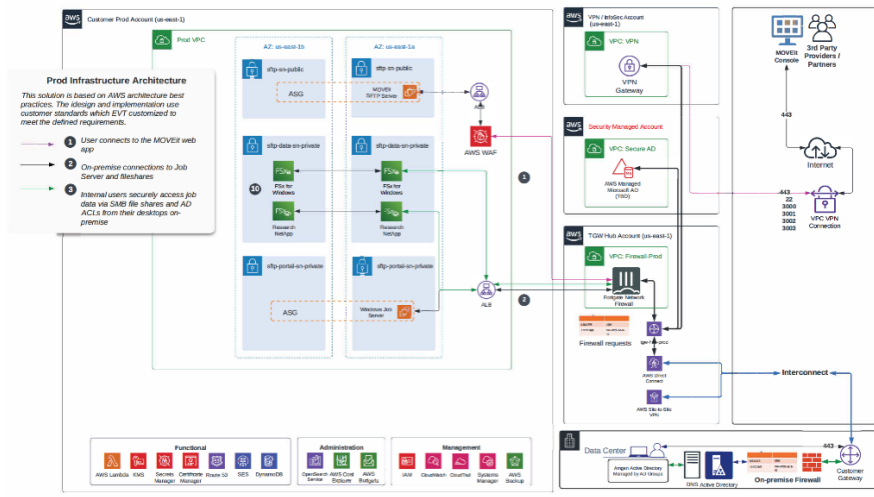 aws
Customer Prod Account (us-east-1)
Prod VPC
AZ: us-east-1b
AZ: us-east-1a
sftp-sn-public
sftp-sn-public
ASG
MOVEit
Server
AWS WAF
sftp-data-sn-private
sftp-data-sn-private
FSx
FSx
FSx for
Windows
FSx for
Windows
10
Research
NetApp
Research
NetApp
sftp-portal-sn-private
sftp-portal-sn-private
ASG
Windows Job
Server
ALB
1
2
Prod Infrastructure Architecture
This solution is based on AWS architecture best
practices. The idesign and implementation use
customer standards which EVT customized to
meet the defined requirements.
1
User connects to the MOVEit web
app
2
On-premise connections to Job
Server and fileshares
3
Internal users securely access job
data via SMB file shares and AD
ACLs from their desktops on-
premise
Functional
AWS Lambda
KMS
Secrets
Manager
Certificate
Manager
Route 53
SES
DynamoDB
Administration
OpenSearch
Service
AWS Cost
Explorer
AWS
Budgets
Management
IAM
CloudWatch
CloudTrail
Systems
Manager
AWS
Backup
aws
VPN / InfoSec Account
(us-east-1)
VPC: VPN
VPN
Gateway
aws
Security Managed Account
VPC: Secure AD
AWS Managed
Microsoft AD
(TBD)
aws
TGW Hub Account (us-east-1)
VPC: Firewall-Prod
Fortigate Network
Firewall
Firewall requests
AWS Direct
Connect
AWS Site-to-Site
VPN
MOVEit
Console
3rd Party
Providers /
Partners
443
Internet
443
22
3000
3001
3002
3003
VPC VPN
Connection
Interconnect
Data Center
443
Customer
Gateway
Active Directory
Managed by AD Groups
DNS
Active Directory
On-premise Firewall